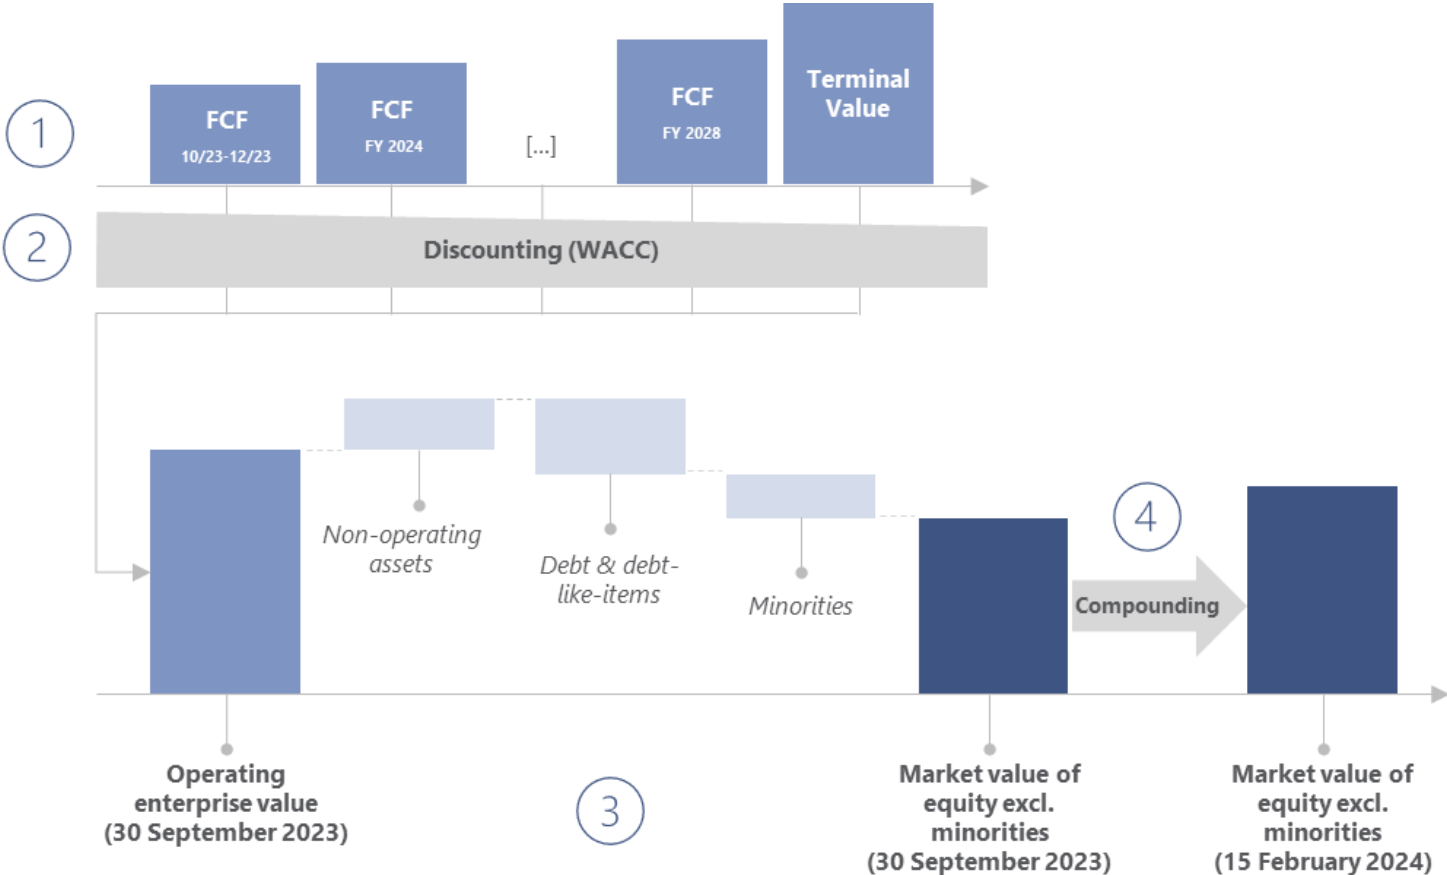 1
FCF
10/23-12/23
FCF
FY 2024
[...]
FCF
FY 2028
Terminal
Value
2
Discounting (WACC)
Non-operating
assets
Debt & debt-
like-items
Minorities
4
Compounding
Operating
enterprise value
(30 September 2023)
3
Market value of
equity excl.
minorities
(30 September 2023)
Market value of
equity excl.
minorities
(15 February 2024)